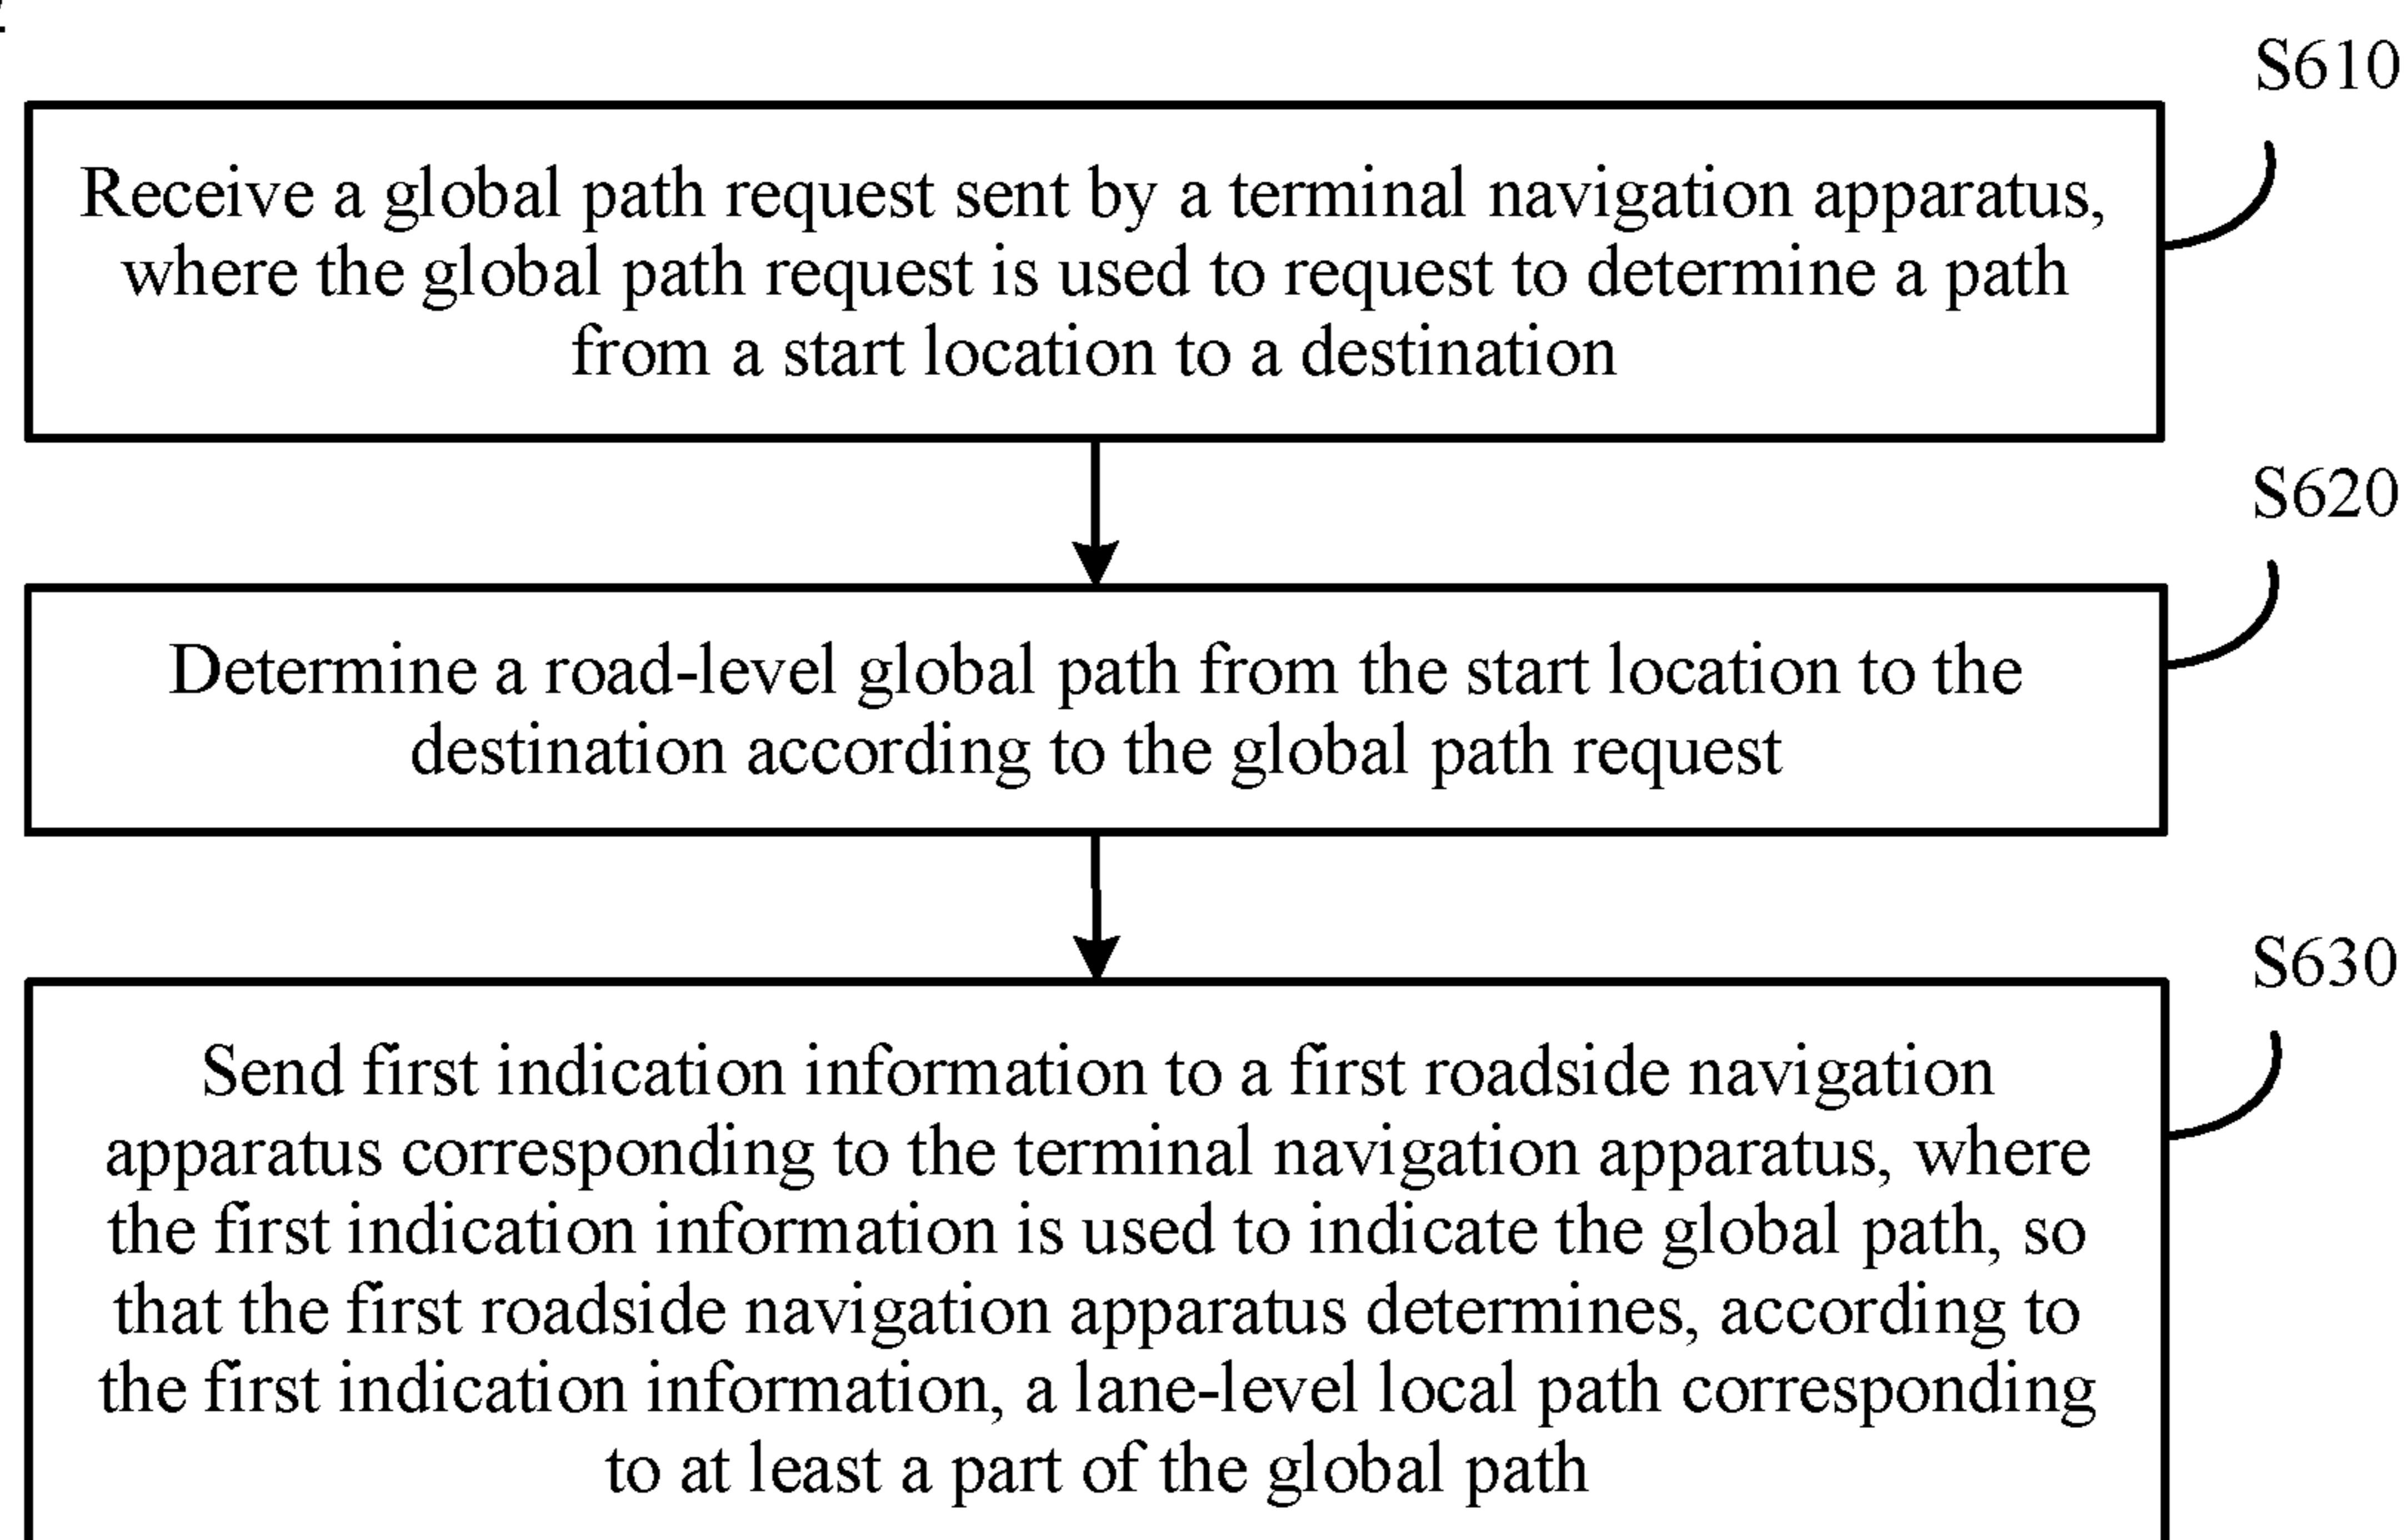 S610
Receive a global path request sent by a terminal navigation apparatus,
where the global path request is used to request to determine a path
from a start location to a destination
S620
Determine a road-level global path from the start location to the
destination according to the global path request
S630
Send first indication information to a first roadside navigation
apparatus corresponding to the terminal navigation apparatus, where
the first indication information is used to indicate the global path, so
that the first roadside navigation apparatus determines, according to
the first indication information, a lane-level local path corresponding
to at least a part of the global path